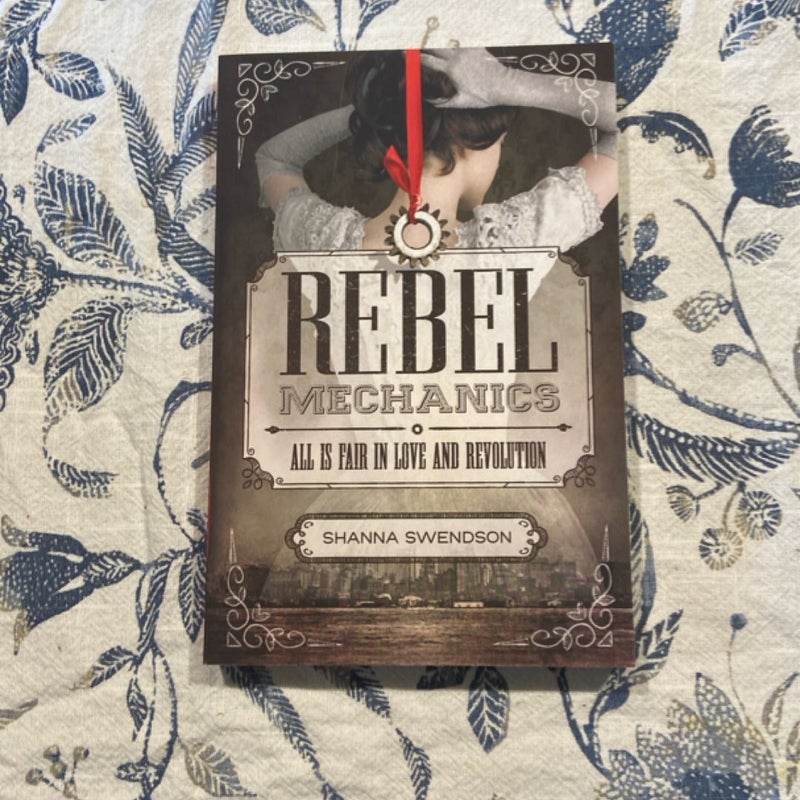 REBEL
MECHANICS
ALL IS FAIR IN LOVE AND REVOLUTION
SHANNA SWENDSON